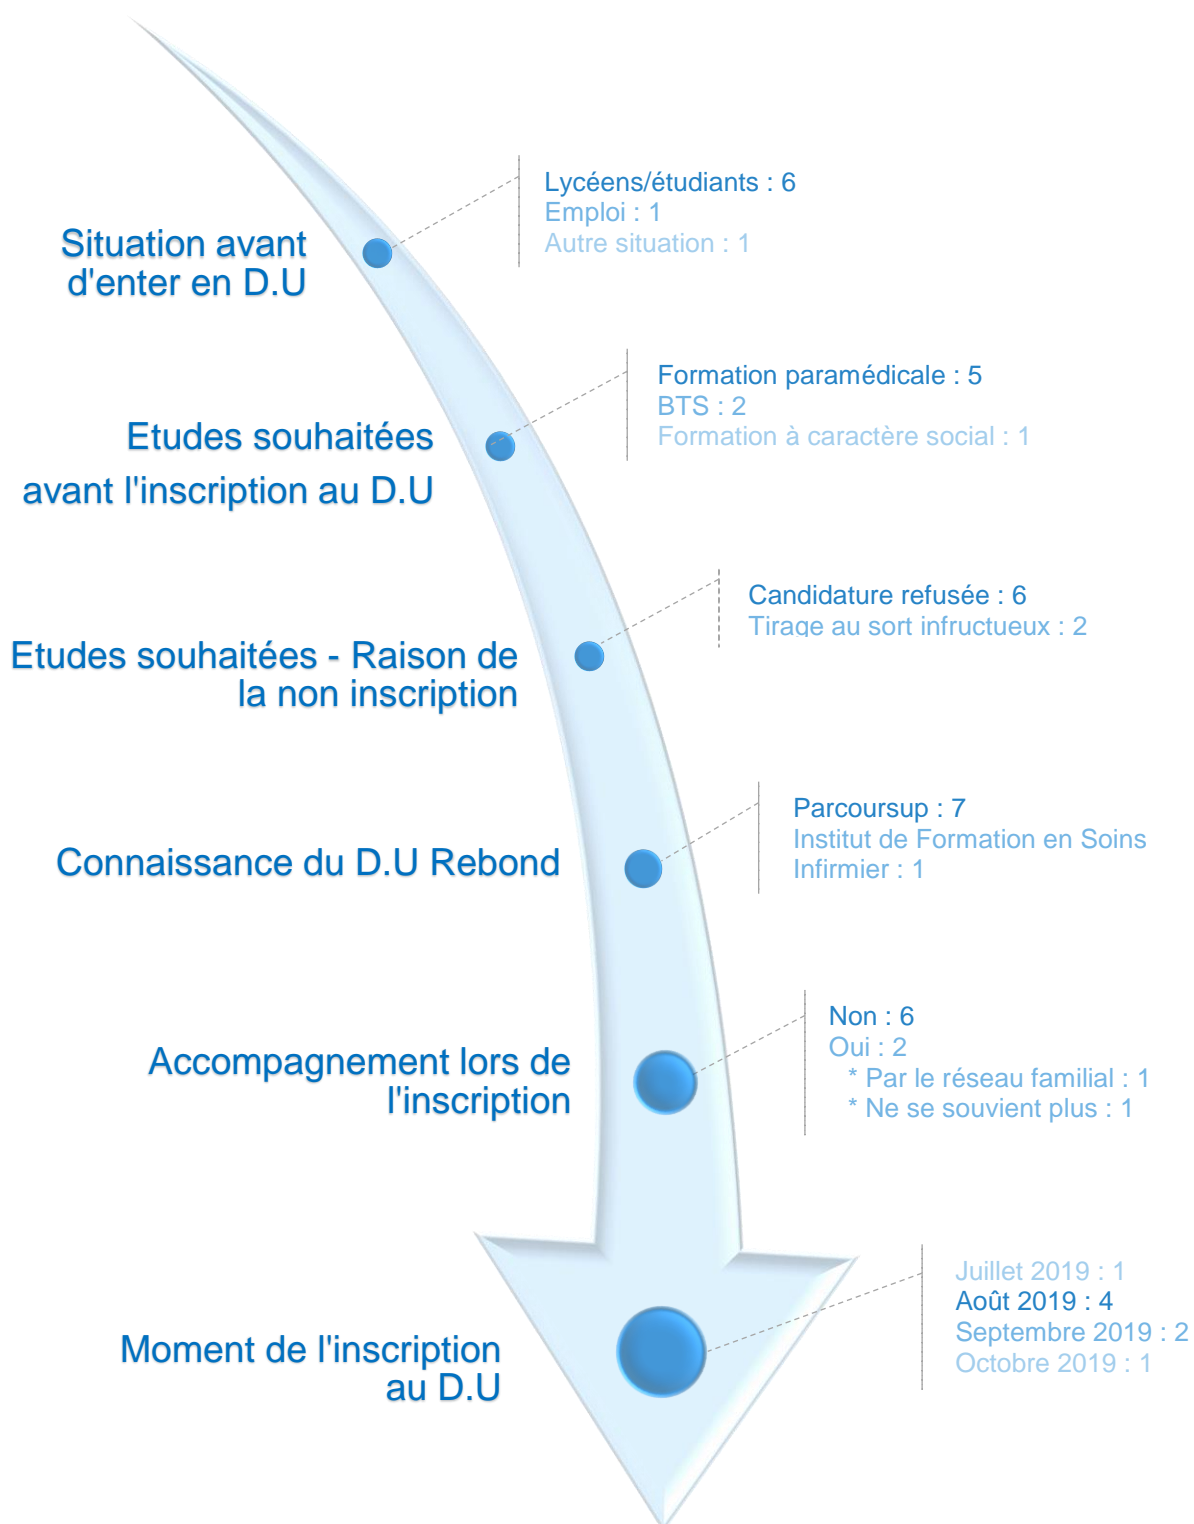 Situation avant
d'enter en D.U
Lycéens/étudiants : 6
Emploi : 1
Autre situation : 1
Etudes souhaitées
avant l'inscription au D.U
Formation paramédicale : 5
BTS : 2
Formation à caractère social : 1
Etudes souhaitées - Raison de
la non inscription
Candidature refusée : 6
Tirage au sort infructueux : 2
Connaissance du D.U Rebond
Parcoursup : 7
Institut de Formation en Soins
Infirmier : 1
Accompagnement lors de
l'inscription
Non : 6
Oui : 2
* Par le réseau familial : 1
* Ne se souvient plus : 1
Moment de l'inscription
au D.U
Juillet 2019 : 1
Août 2019 : 4
Septembre 2019 : 2
Octobre 2019 : 1